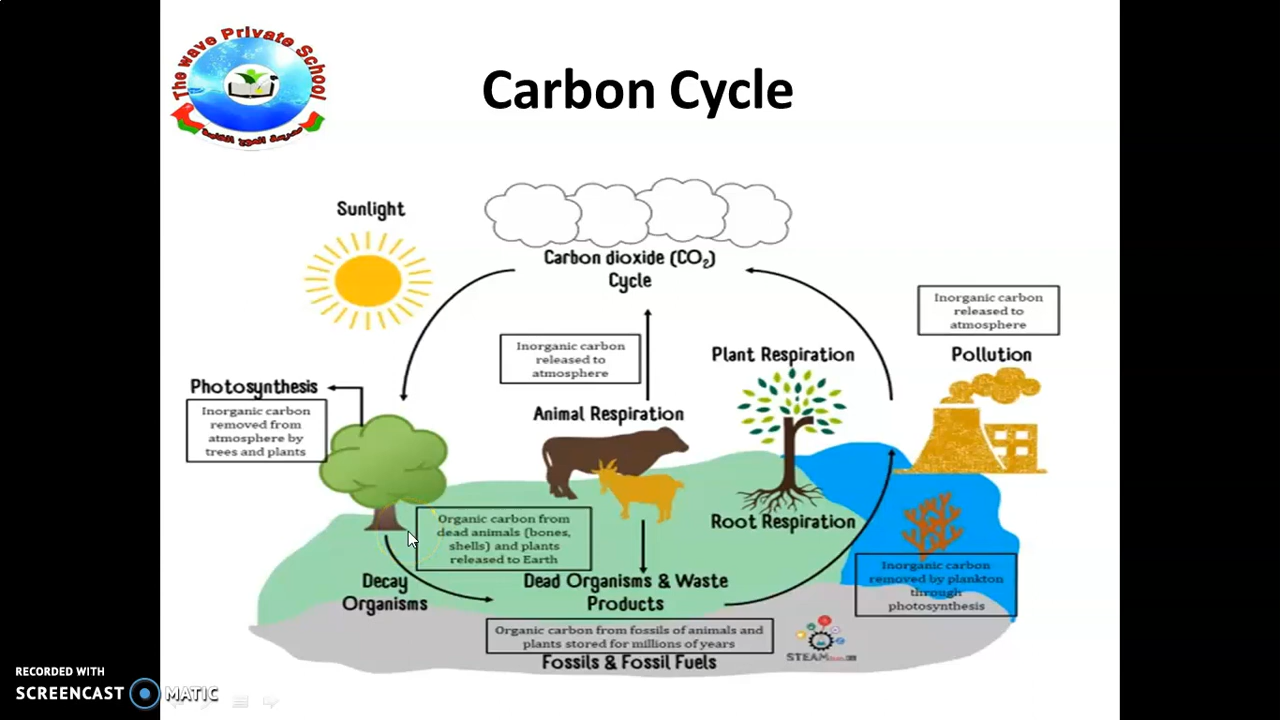 The wave Private School
مدرسة الموج الخاصة
Carbon Cycle
Sunlight
Carbon dioxide (CO₂)
Cycle
Inorganic carbon
released to
atmosphere
Pollution
Inorganic carbon
released to
atmosphere
Plant Respiration
Photosynthesis
Inorganic carbon
removed from
atmosphere by
trees and plants
Animal Respiration
Organic carbon from
dead animals (bones,
shells) and plants
released to Earth
Root Respiration
Inorganic carbon
removed by plankton
through
photosynthesis
Decay
Organisms
Dead Organisms & Waste
Products
Organic carbon from fossils of animals and
plants stored for millions of years
Fossils & Fossil Fuels
RECORDED WITH
SCREENCAST MATIC